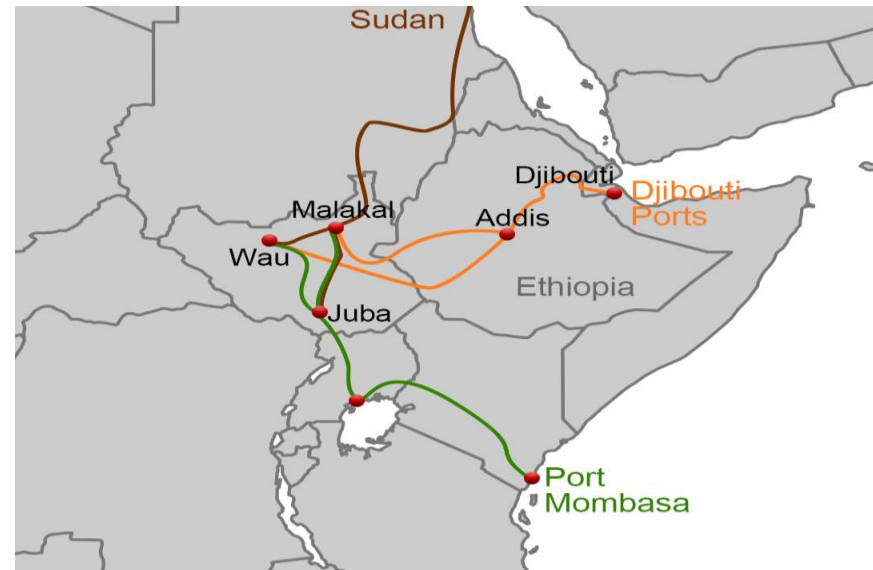 Sudan
Djibouti
Djibouti
Ports
Malakal
Addis
Wau
Ethiopia
Juba
Port
Mombasa